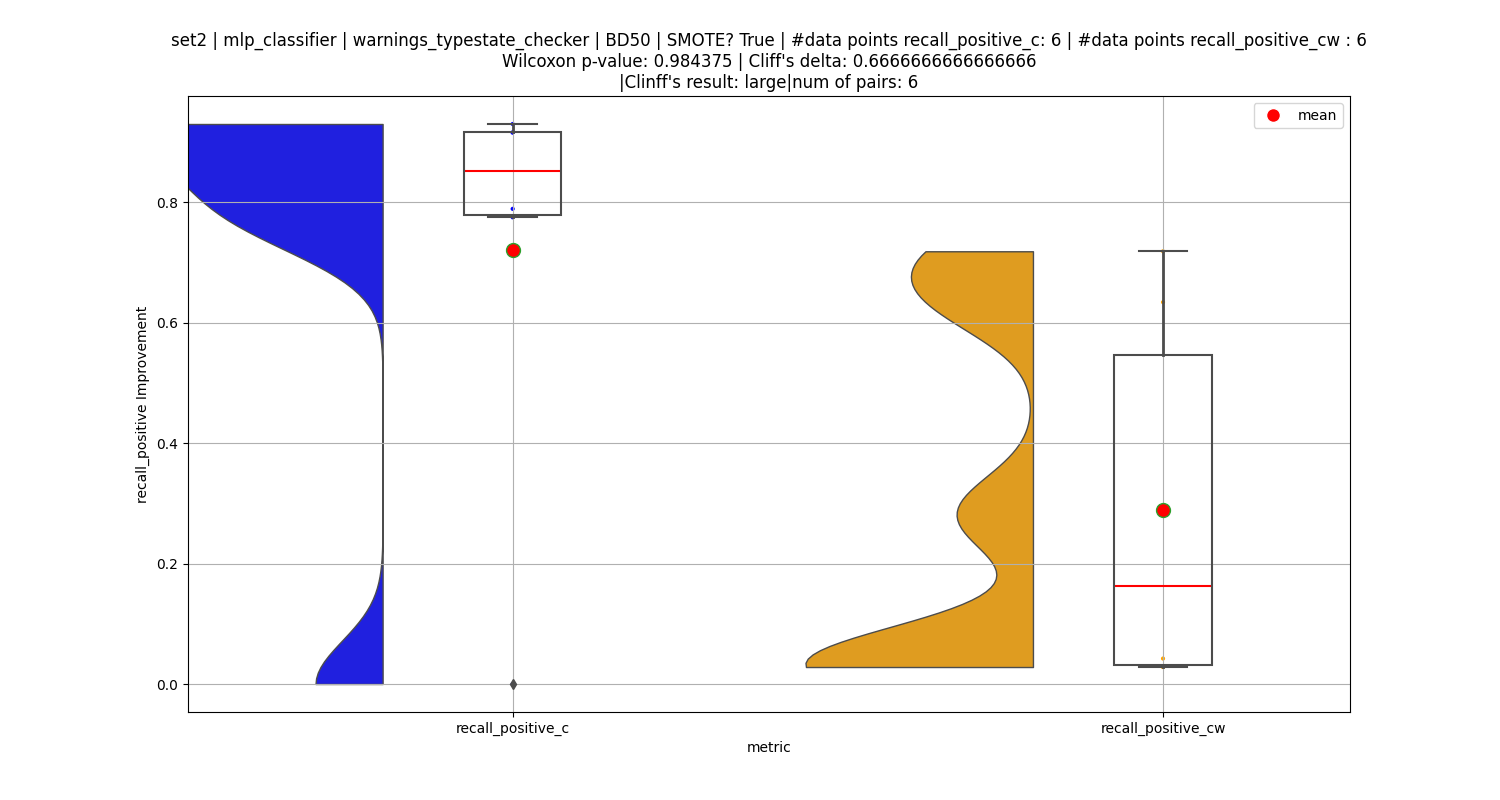 set2 | mlp_classifier | warnings_typestate_checker | BD50 | SMOTE? True | #data points recall_positive_c: 6 | #data points recall_positive_cw : 6
Wilcoxon p-value: 0.984375 | Cliff's delta: 0.6666666666666666
|Clinff's result: large|num of pairs: 6
mean
recall_positive Improvement
0.8
0.6
0.4
0.2
0.0
recall_positive_c
recall_positive_cw
metric